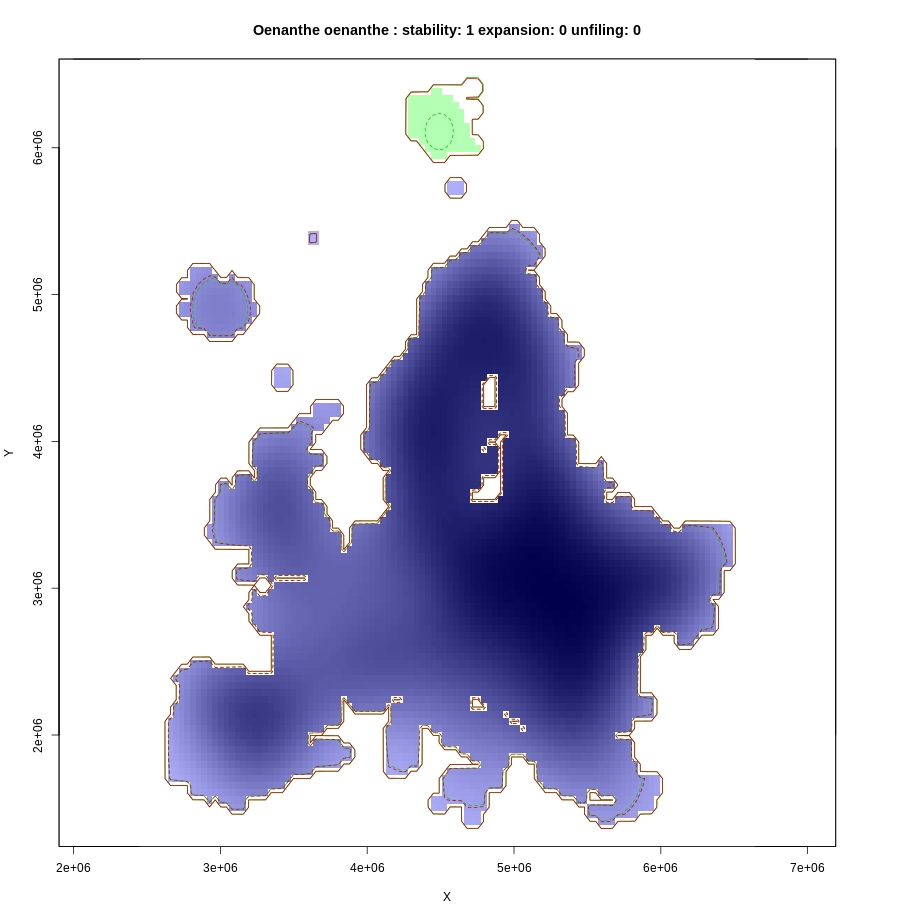 Oenanthe oenanthe : stability: 1 expansion: 0 unfiling: 0
6e+06
5e+06
4e+06
3e+06
2e+06
Y
2e+06 3e+06 4e+06 5e+06 6e+06 7e+06
X